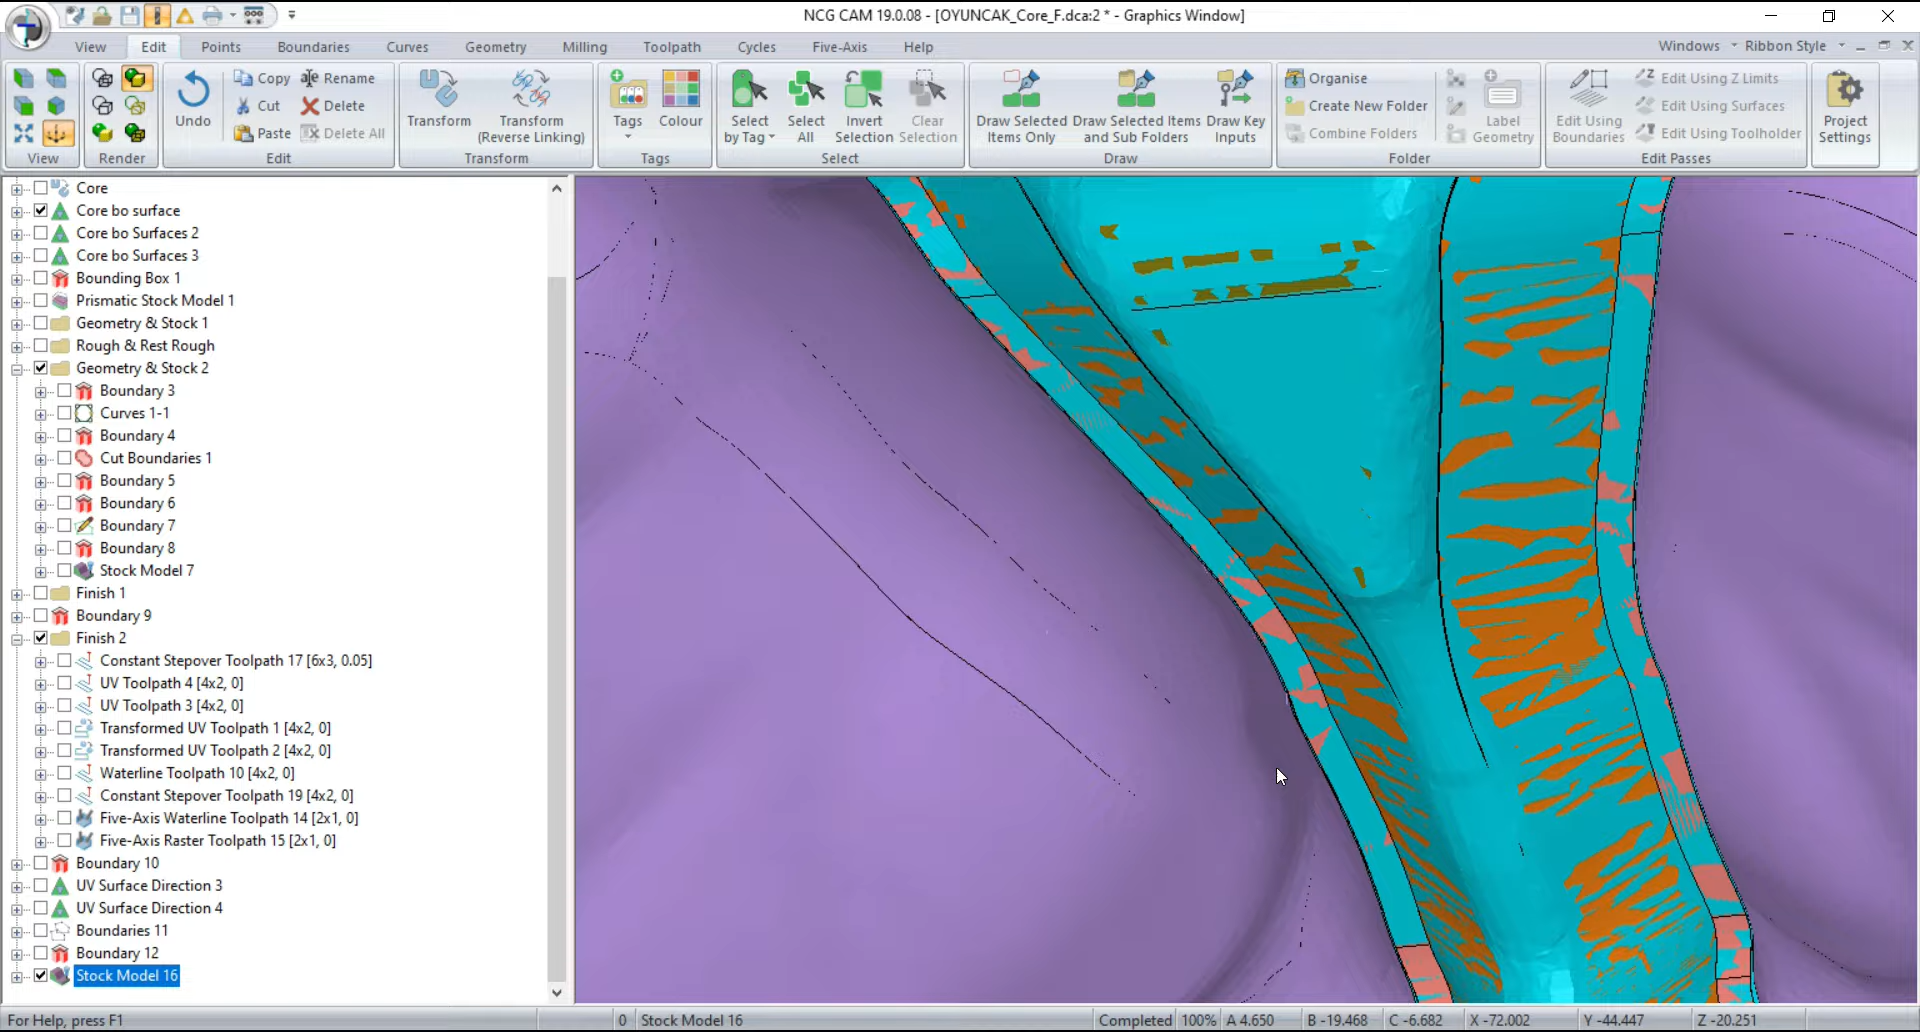 NCG CAM 19.0.08 - [OYUNCAK_Core_F.dca:2 * - Graphics Window]
View Edit Points Boundaries Curves Geometry Milling Toolpath Cycles Five-Axis Help Windows Ribbon Style
Copy Rename Organise Edit Using Z Limits
Cut Delete Create New Folder Edit Using Surfaces
Paste Delete All Combine Folders Edit Using Toolholder
Undo
Transform
Transform
(Reverse Linking)
Tags
Colour
Select
by Tag
Select
All
Invert
Selection
Clear
Selection
Draw Selected
Items Only
Draw Selected Items
and Sub Folders
Draw Key
Inputs
Label
Geometry
Edit Using
Boundaries
Project
Settings
View Render Edit Transform Tags Select Draw Folder Edit Passes
Core
Core bo surface
Core bo Surfaces 2
Core bo Surfaces 3
Bounding Box 1
Prismatic Stock Model 1
Geometry & Stock 1
Rough & Rest Rough
Geometry & Stock 2
Boundary 3
Curves 1-1
Boundary 4
Cut Boundaries 1
Boundary 5
Boundary 6
Boundary 7
Boundary 8
Stock Model 7
Finish 1
Boundary 9
Finish 2
Constant Stepover Toolpath 17 [6x3, 0.05]
UV Toolpath 4 [4x2, 0]
UV Toolpath 3 [4x2, 0]
Transformed UV Toolpath 1 [4x2, 0]
Transformed UV Toolpath 2 [4x2, 0]
Waterline Toolpath 10 [4x2, 0]
Constant Stepover Toolpath 19 [4x2, 0]
Five-Axis Waterline Toolpath 14 [2x1, 0]
Five-Axis Raster Toolpath 15 [2x1, 0]
Boundary 10
UV Surface Direction 3
UV Surface Direction 4
Boundaries 11
Boundary 12
Stock Model 16
For Help, press F1 0 Stock Model 16 Completed 100% A 4.650 B -19.468 C -6.682 X -72.002 Y -44.447 Z -20.251